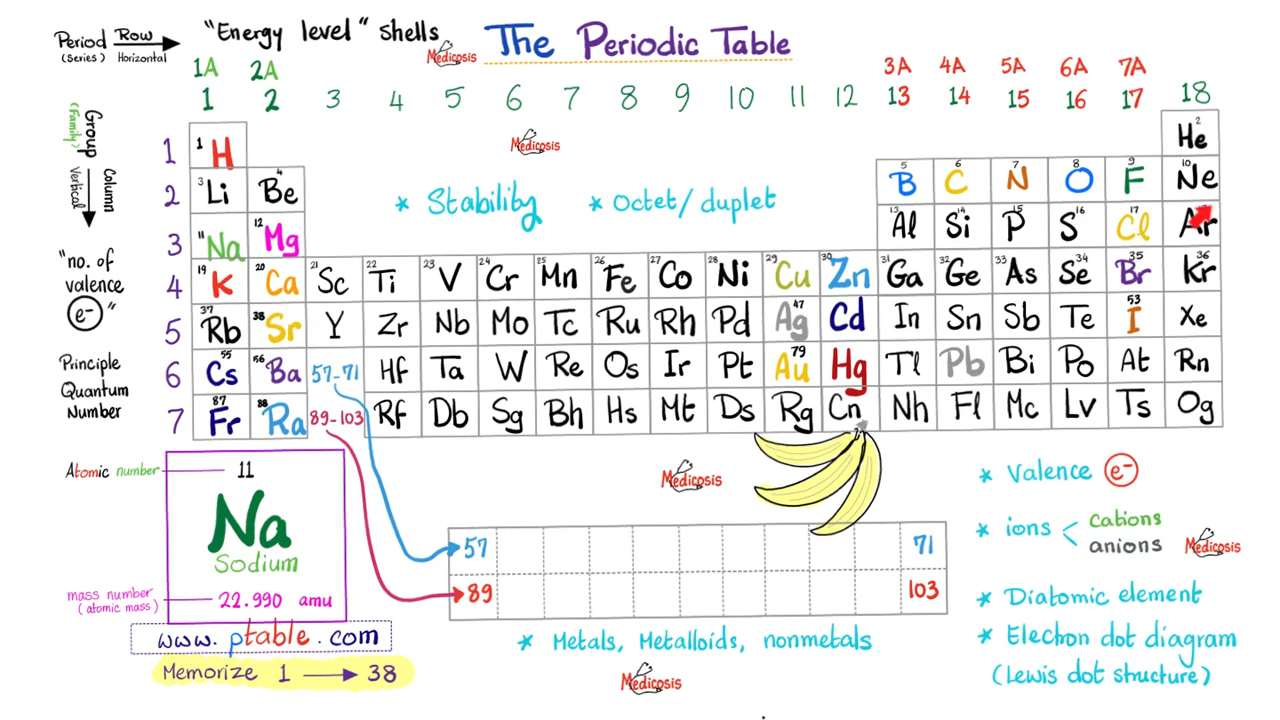 Period Row "Energy level" shells The Periodic Table
(series) Horizontal Medicosis
1A 2A 3A 4A 5A 6A 7A
1 2 3 4 5 6 7 8 9 10 11 12 13 14 15 16 17 18
Group
(Family)
Column
Vertical
"no. of
valence
e-"
Principle
Quantum
Number
Medicosis
1 1 H 2 He
2 3 Li 4 Be 5 B 6 C 7 N 8 O 9 F 10 Ne
* Stability * Octet/duplet
3 11 Na 12 Mg 13 Al 14 Si 15 P 16 S 17 Cl Ar
4 19 K 20 Ca 21 Sc 22 Ti 23 V 24 Cr 25 Mn 26 Fe 27 Co 28 Ni 29 Cu 30 Zn 31 Ga 32 Ge 33 As 34 Se 35 Br 36 Kr
5 37 Rb 38 Sr Y Zr Nb Mo Tc Ru Rh Pd 47 Ag Cd In Sn Sb Te 53 I Xe
6 55 Cs 56 Ba 57-71 Hf Ta W Re Os Ir Pt 79 Au Hg Tl Pb Bi Po At Rn
7 87 Fr 88 Ra 89-103 Rf Db Sg Bh Hs Mt Ds Rg Cn Nh Fl Mc Lv Ts Og
Atomic number 11
Na
Sodium
mass number
(atomic mass) 22.990 amu
www.ptable.com
Memorize 1 → 38
Medicosis
57 71
89 103
* Metals, Metalloids, nonmetals
Medicosis
* Valence e-
* ions < cations
anions
Medicosis
* Diatomic element
* Electron dot diagram
(Lewis dot structure)